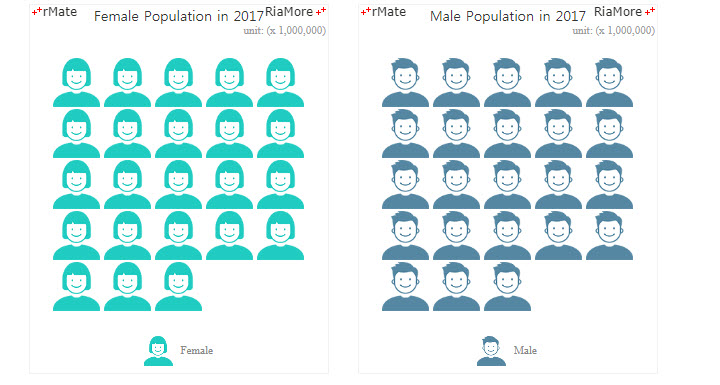 rMate
Female Population in 2017
RiaMore
unit: (x 1,000,000)
Female
rMate
Male Population in 2017
RiaMore
unit: (x 1,000,000)
Male